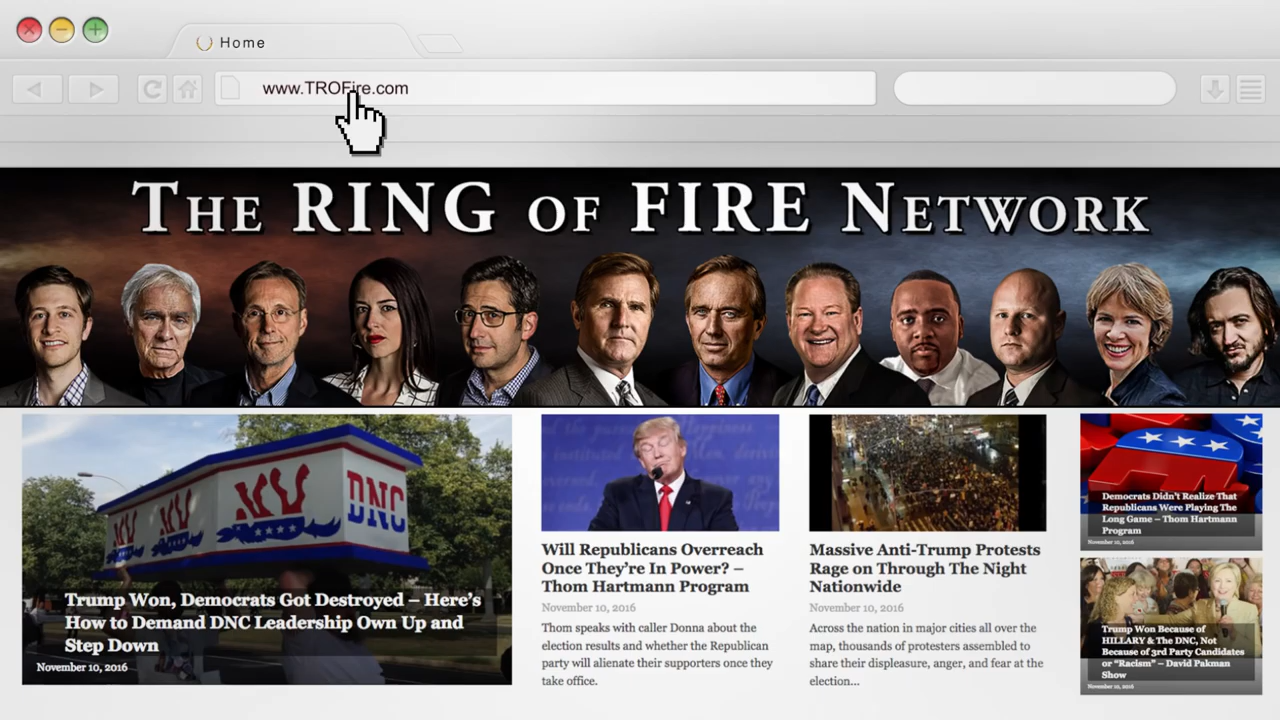 Home
www.TROFire.com
The RING of FIRE Network
DNC
Trump Won, Democrats Got Destroyed – Here's
How to Demand DNC Leadership Own Up and
Step Down
November 10, 2016
Will Republicans Overreach
Once They're In Power? –
Thom Hartmann Program
November 10, 2016
Thom speaks with caller Donna about the
election results and whether the Republican
party will alienate their supporters once they
take office.
Massive Anti-Trump Protests
Rage on Through The Night
Nationwide
November 10, 2016
Across the nation in major cities all over the
map, thousands of protesters assembled to
share their displeasure, anger, and fear at the
election...
Democrats Didn't Realize That
Republicans Were Playing The
Long Game – Thom Hartmann
Program
November 10, 2016
Trump Won Because of
HILLARY & The DNC, Not
Because of 3rd Party Candidates
or "Racism" – David Pakman
Show
November 10, 2016